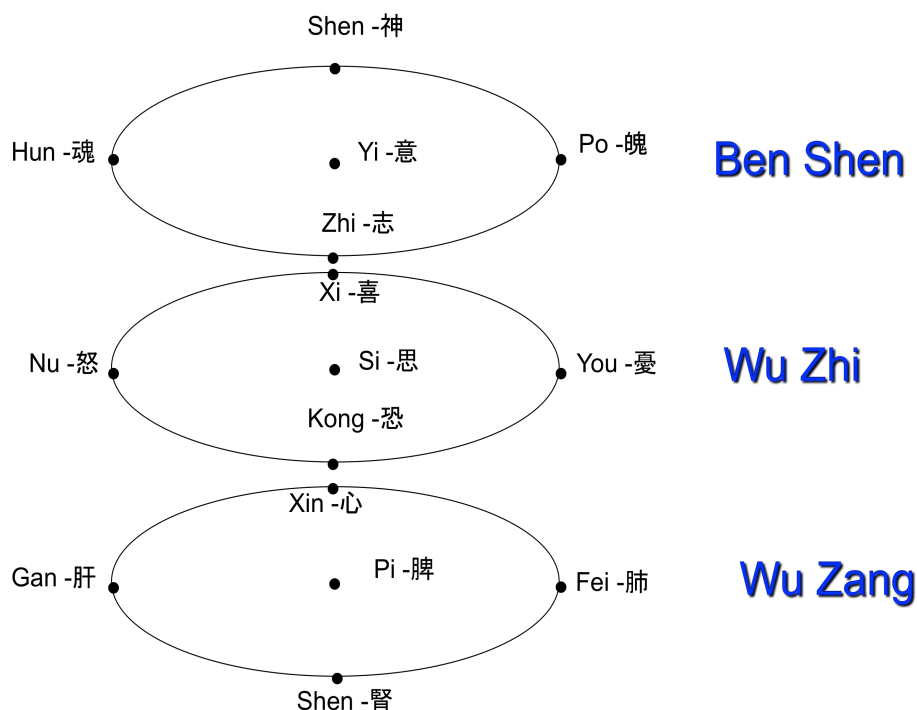 Shen -神
Hun -魂
Yi -意
Po -魄
Ben Shen
Zhi -志
Xi -喜
Nu -怒
Si -思
You -憂
Wu Zhi
Kong -恐
Xin -心
Gan -肝
Pi -脾
Fei -肺
Wu Zang
Shen -腎